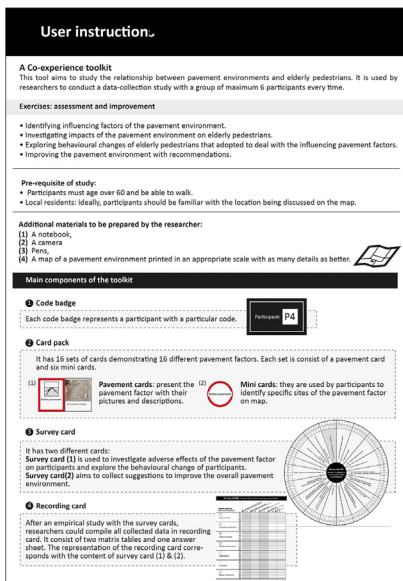 User instruction
A Co-experience toolkit
This tool aims to study the relationship between pavement environments and elderly pedestrians. It is used by
researchers to conduct a data-collection study with a group of maximum 6 participants every time.
Exercises: assessment and improvement
• Identifying influencing factors of the pavement environment.
• Investigating impacts of the pavement environment on elderly pedestrians.
• Exploring behavioural changes of elderly pedestrians that adopted to deal with the influencing pavement factors.
• Improving the pavement environment with recommendations.
Pre-requisite of study:
• Participants must age over 60 and be able to walk.
• Local residents: ideally, participants should be familiar with the location being discussed on the map.
Additional materials to be prepared by the researcher:
(1) A notebook,
(2) A camera
(3) Pens,
(4) A map of a pavement environment printed in an appropriate scale with as many details as better.
Main components of the toolkit
1 Code badge
Each code badge represents a participant with a particular code.
Participant: P4
2 Card pack
It has 16 sets of cards demonstrating 16 different pavement factors. Each set is consist of a pavement card
and six mini cards.
(1) Pavement cards: present the
pavement factor with their
pictures and descriptions.
(2) Mini cards: they are used by participants to
identify specific sites of the pavement factor
on map.
3 Survey card
It has two different cards:
Survey card (1) is used to investigate adverse effects of the pavement factor
on participants and explore the behavioural change of participants.
Survey card(2) aims to collect suggestions to improve the overall pavement
environment.
4 Recording card
After an empirical study with the survey cards,
researchers could compile all collected data in recording
card. It consist of two matrix tables and one answer
sheet. The representation of the recording card corre-
sponds with the content of survey card (1) & (2).